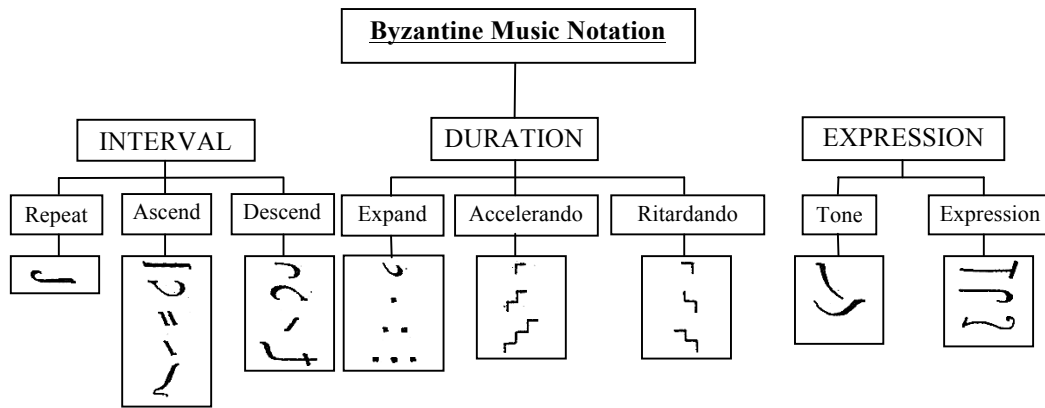 Byzantine Music Notation
INTERVAL
DURATION
EXPRESSION
Repeat
Ascend
Descend
Expand
Accelerando
Ritardando
Tone
Expression